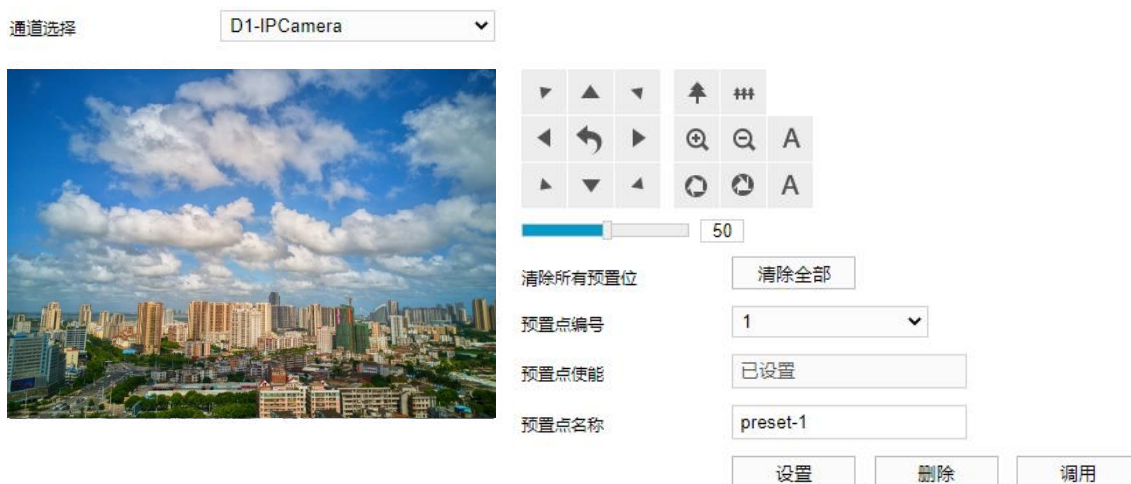 通道选择 D1-IPCamera
A
A
50
清除所有预置位 清除全部
预置点编号 1
预置点使能 已设置
预置点名称 preset-1
设置 删除 调用